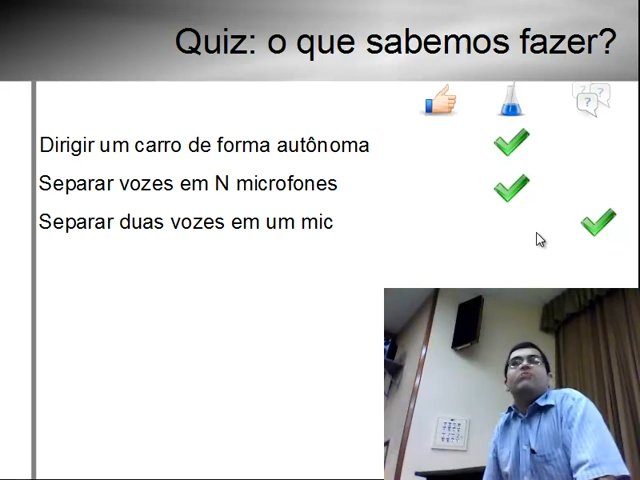 Quiz: o que sabemos fazer?
Dirigir um carro de forma autônoma
Separar vozes em N microfones
Separar duas vozes em um mic